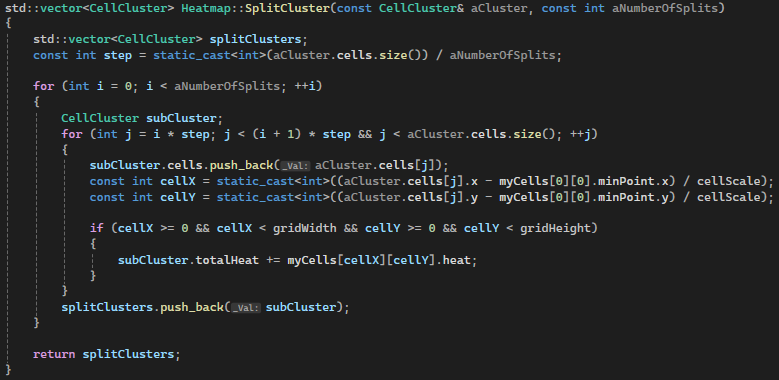 std::vector<CellCluster> Heatmap::SplitCluster(const CellCluster& aCluster, const int aNumberOfSplits)
{
    std::vector<CellCluster> splitClusters;
    const int step = static_cast<int>(aCluster.cells.size()) / aNumberOfSplits;

    for (int i = 0; i < aNumberOfSplits; ++i)
    {
        CellCluster subCluster;
        for (int j = i * step; j < (i + 1) * step && j < aCluster.cells.size(); ++j)
        {
            subCluster.cells.push_back(_Val: aCluster.cells[j]);
            const int cellX = static_cast<int>((aCluster.cells[j].x - myCells[0][0].minPoint.x) / cellScale);
            const int cellY = static_cast<int>((aCluster.cells[j].y - myCells[0][0].minPoint.y) / cellScale);

            if (cellX >= 0 && cellX < gridWidth && cellY >= 0 && cellY < gridHeight)
            {
                subCluster.totalHeat += myCells[cellX][cellY].heat;
            }
        }
        splitClusters.push_back(_Val: subCluster);
    }

    return splitClusters;
}